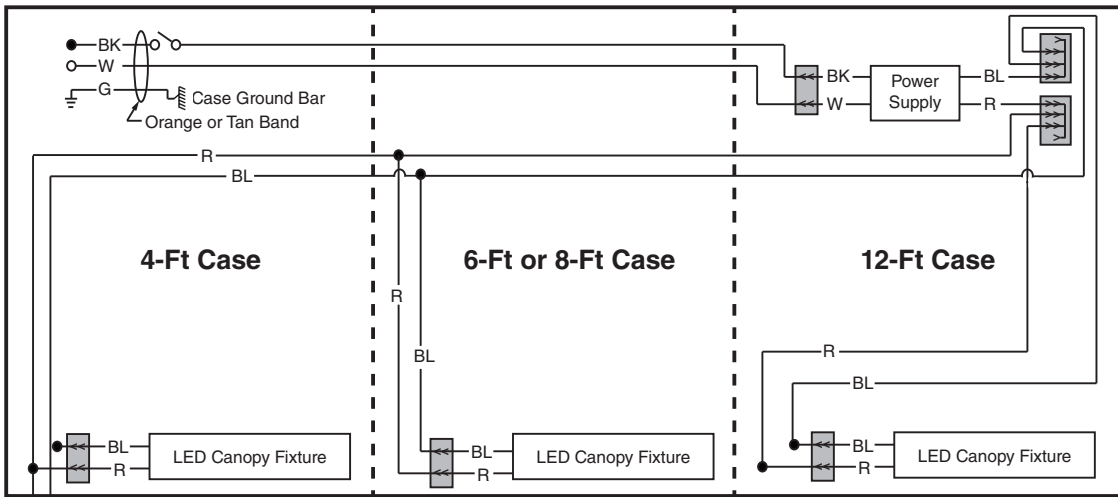 BK
W
G
Case Ground Bar
Orange or Tan Band
BK
W
Power
Supply
BL
R
R
BL
4-Ft Case
6-Ft or 8-Ft Case
12-Ft Case
R
BL
R
BL
BL
R
LED Canopy Fixture
BL
R
LED Canopy Fixture
BL
R
LED Canopy Fixture